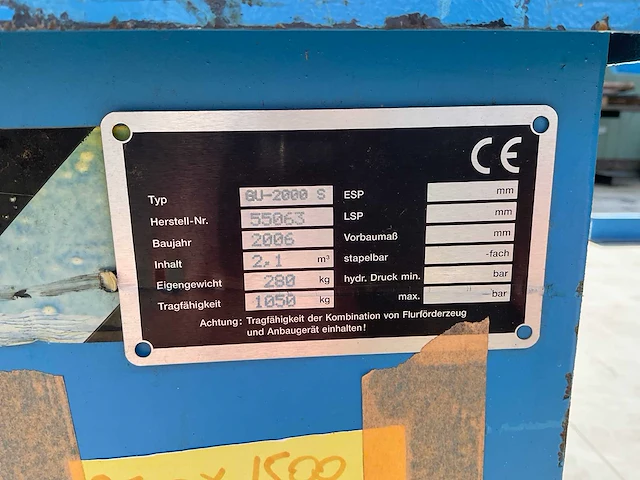 CE
Typ GU-2000 S ESP mm
Herstell-Nr. 55063 LSP mm
Baujahr 2006 Vorbaumaß mm
Inhalt 2.1 m³ stapelbar -fach
Eigengewicht 280 kg hydr. Druck min. bar
Tragfähigkeit 1050 kg max. bar
Achtung: Tragfähigkeit der Kombination von Flurförderzeug
und Anbaugerät einhalten!
x 1500